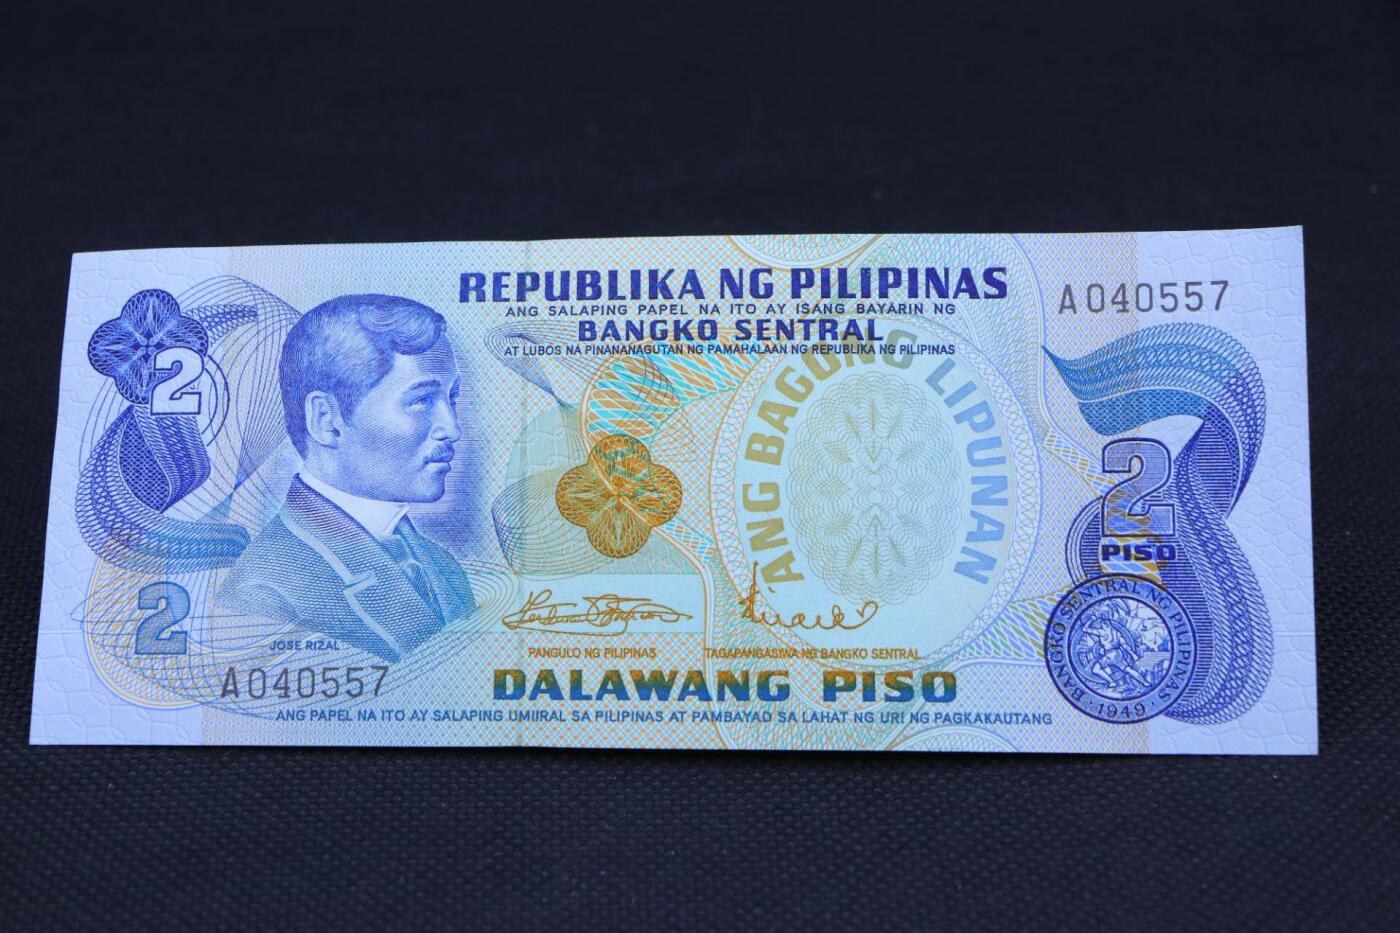 REPUBLIKA NG PILIPINAS
ANG SALAPING PAPEL NA ITO AY ISANG BAYARIN NG
BANGKO SENTRAL
AT LUBOS NA PINANANAGUTAN NG PAMAHALAAN NG REPUBLIKA NG PILIPINAS
A040557
2
ANG BAGONG LIPUNAN
2
PISO
2
JOSE RIZAL
PANGULO NG PILIPINAS
TAGAPANGASIWA NG BANGKO SENTRAL
BANGKO SENTRAL NG PILIPINAS
1949
A040557
DALAWANG PISO
ANG PAPEL NA ITO AY SALAPING UMIIRAL SA PILIPINAS AT PAMBAYAD SA LAHAT NG URI NG PAGKAKAUTANG